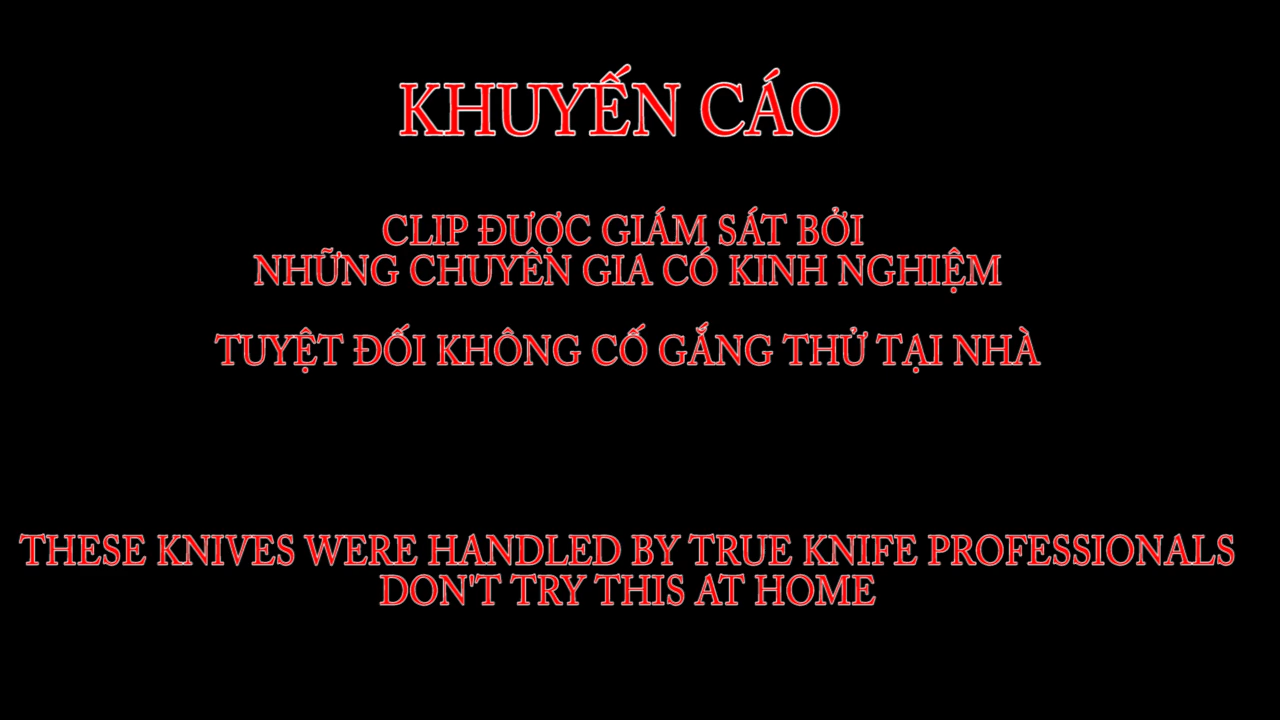 KHUYẾN CÁO
CLIP ĐƯỢC GIÁM SÁT BỞI
NHỮNG CHUYÊN GIA CÓ KINH NGHIỆM
TUYỆT ĐỐI KHÔNG CỐ GẮNG THỬ TẠI NHÀ
THESE KNIVES WERE HANDLED BY TRUE KNIFE PROFESSIONALS
DON'T TRY THIS AT HOME